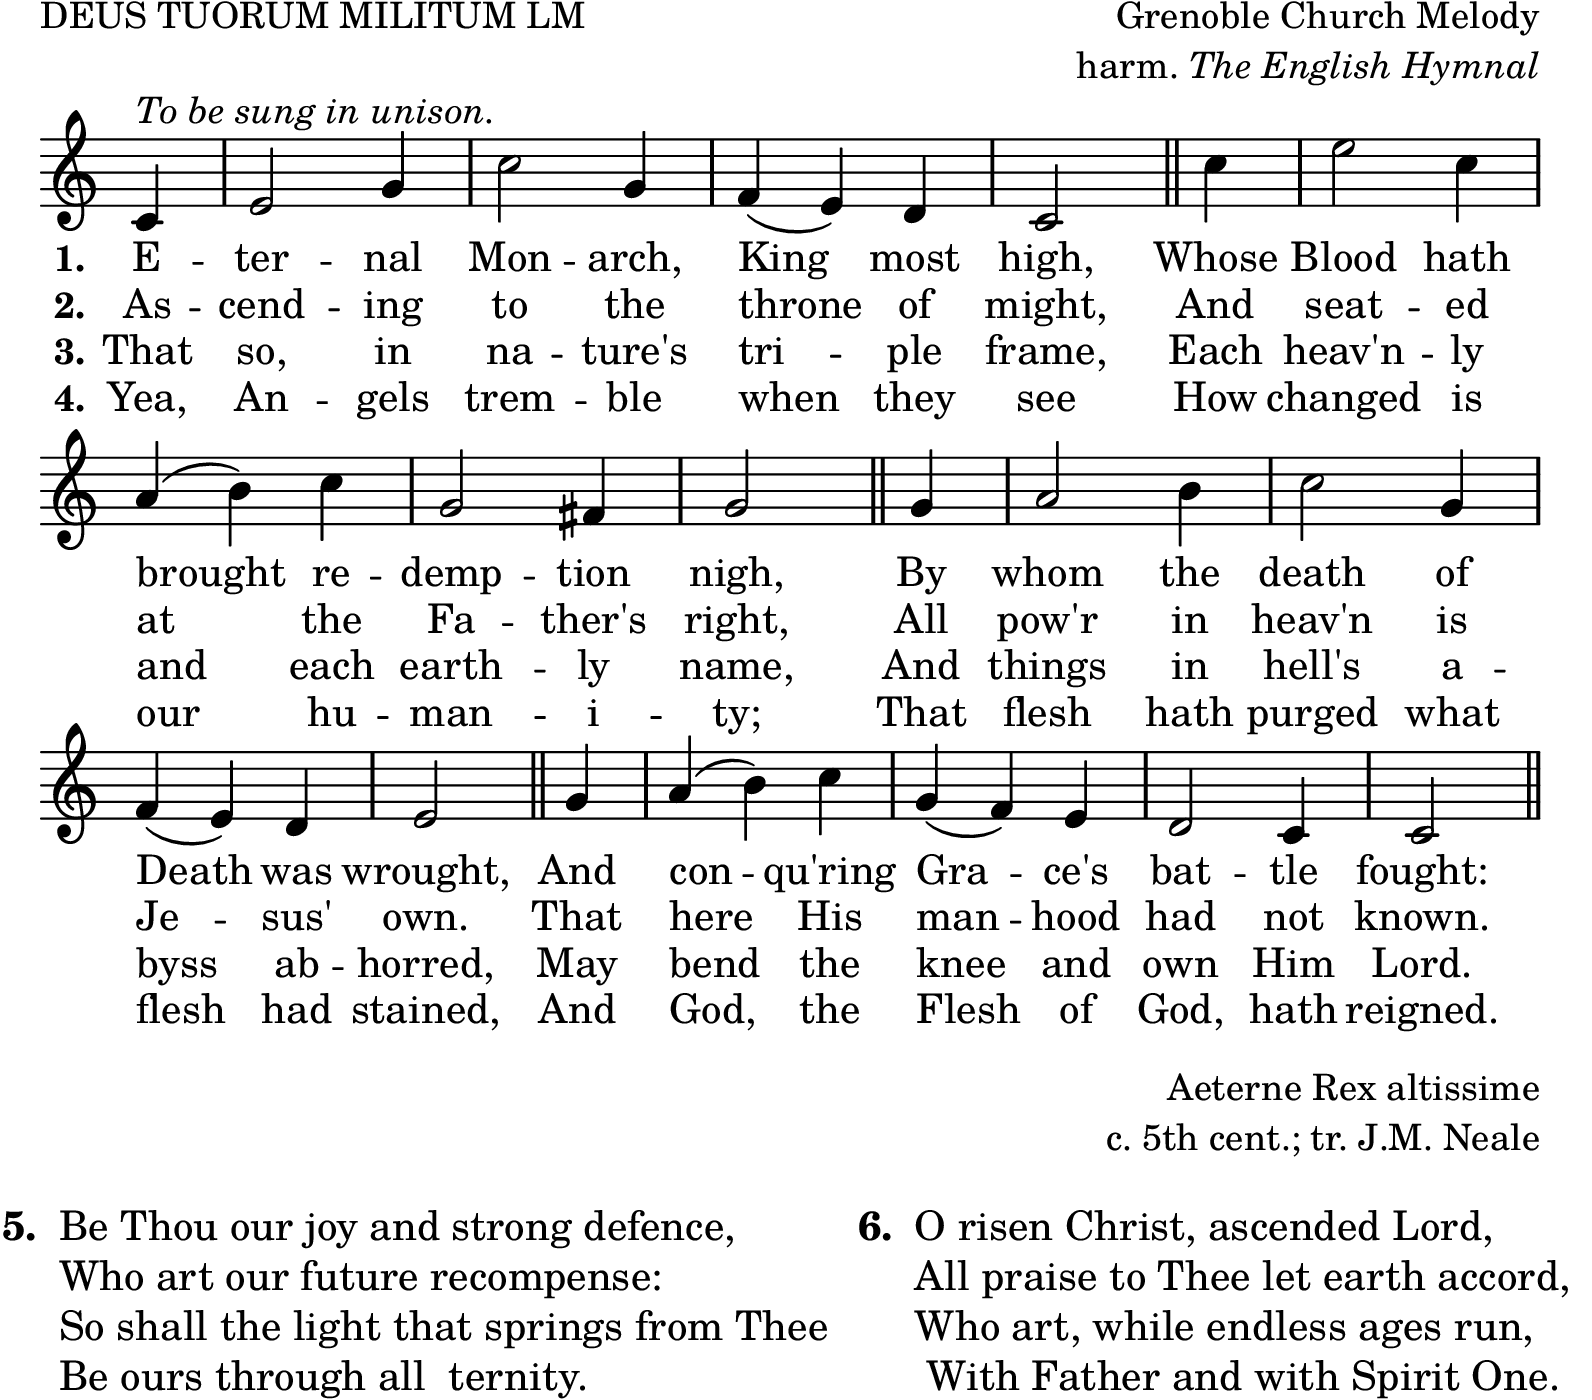 DEUS TUORUM MILITUM LM
Grenoble Church Melody
harm. The English Hymnal
To be sung in unison.
1. E -- ter -- nal Mon -- arch, King most high, Whose Blood hath
2. As -- cend -- ing to the throne of might, And seat -- ed
3. That so, in na -- ture's tri -- ple frame, Each heav'n -- ly
4. Yea, An -- gels trem -- ble when they see How changed is
brought re -- demp -- tion nigh, By whom the death of
at the Fa -- ther's right, All pow'r in heav'n is
and each earth -- ly name, And things in hell's a --
our hu -- man -- i -- ty; That flesh hath purged what
Death was wrought, And con -- qu'ring Gra -- ce's bat -- tle fought:
Je -- sus' own. That here His man -- hood had not known.
byss ab -- horred, May bend the knee and own Him Lord.
flesh had stained, And God, the Flesh of God, hath reigned.
Aeterne Rex altissime
c. 5th cent.; tr. J.M. Neale
5. Be Thou our joy and strong defence,
Who art our future recompense:
So shall the light that springs from Thee
Be ours through all ternity.
6. O risen Christ, ascended Lord,
All praise to Thee let earth accord,
Who art, while endless ages run,
With Father and with Spirit One.